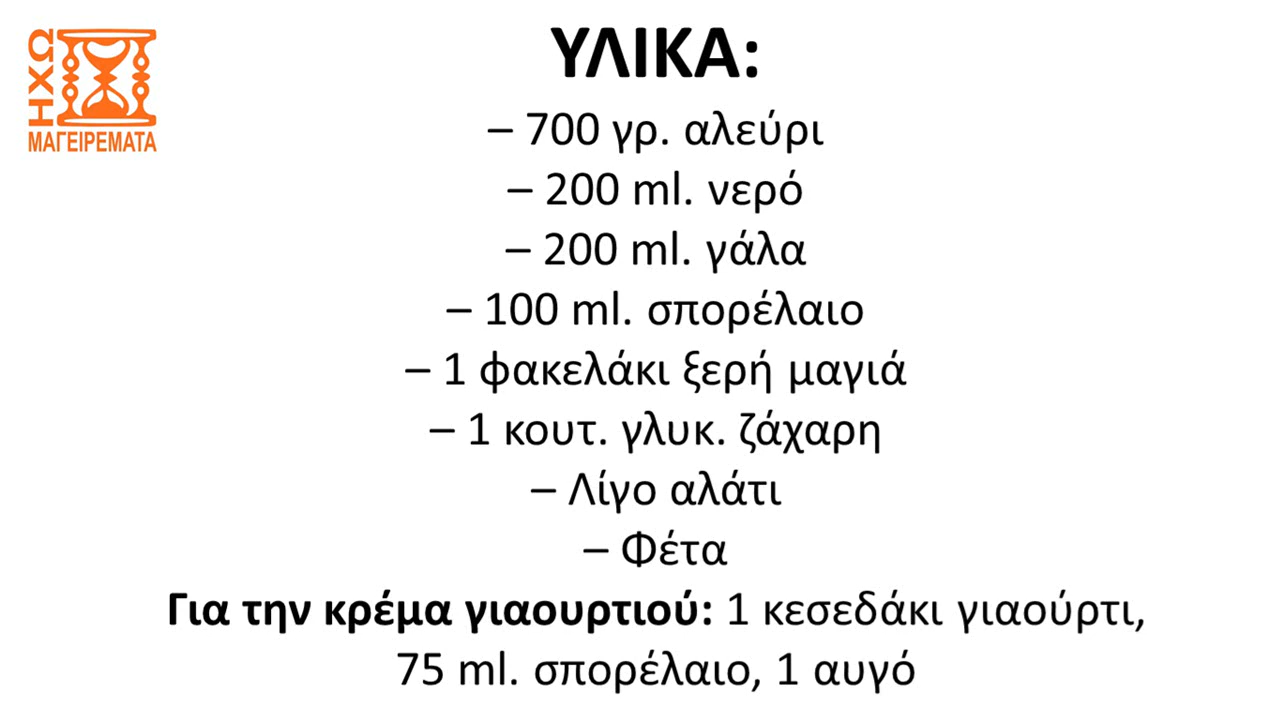 ΗΧΩ
ΜΑΓΕΙΡΕΜΑΤΑ
ΥΛΙΚΑ:
– 700 γρ. αλεύρι
– 200 ml. νερό
– 200 ml. γάλα
– 100 ml. σπορέλαιο
– 1 φακελάκι ξερή μαγιά
– 1 κουτ. γλυκ. ζάχαρη
– Λίγο αλάτι
– Φέτα
Για την κρέμα γιαουρτιού: 1 κεσεδάκι γιαούρτι,
75 ml. σπορέλαιο, 1 αυγό